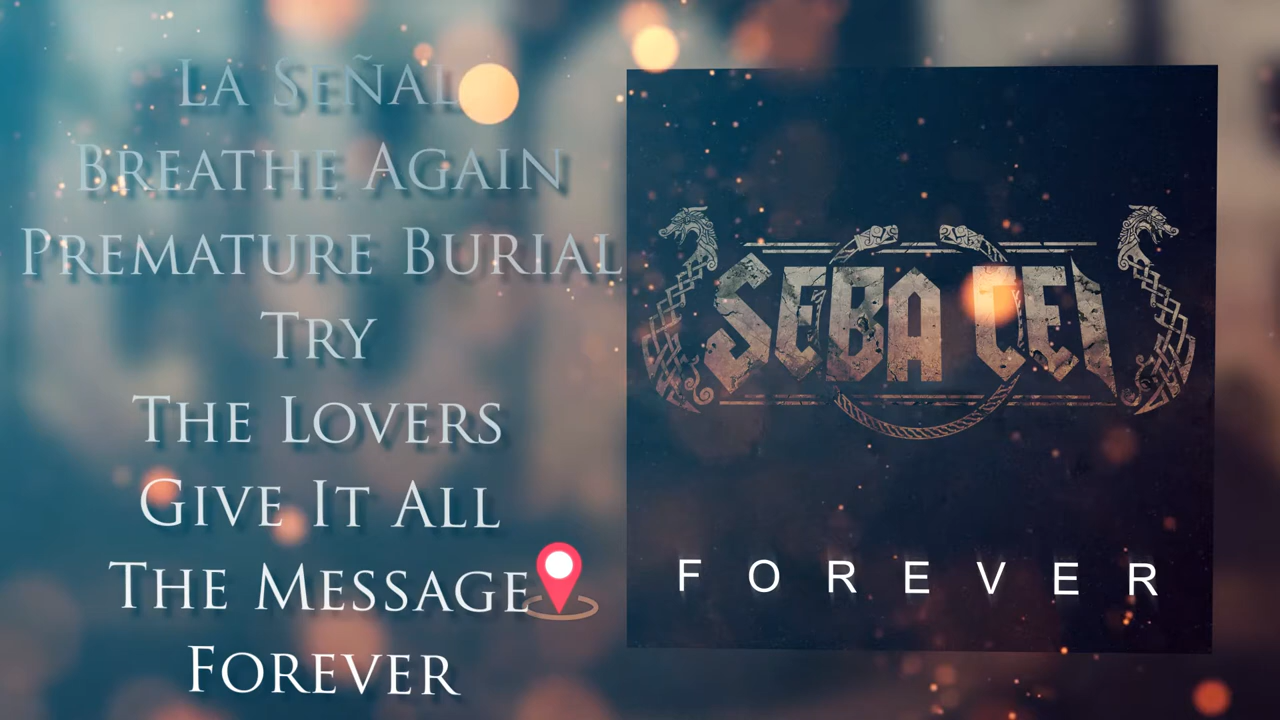 La Señal
Breathe Again
Premature Burial
Try
The Lovers
Give It All
The Message
Forever
SEBA CEI
FOREVER